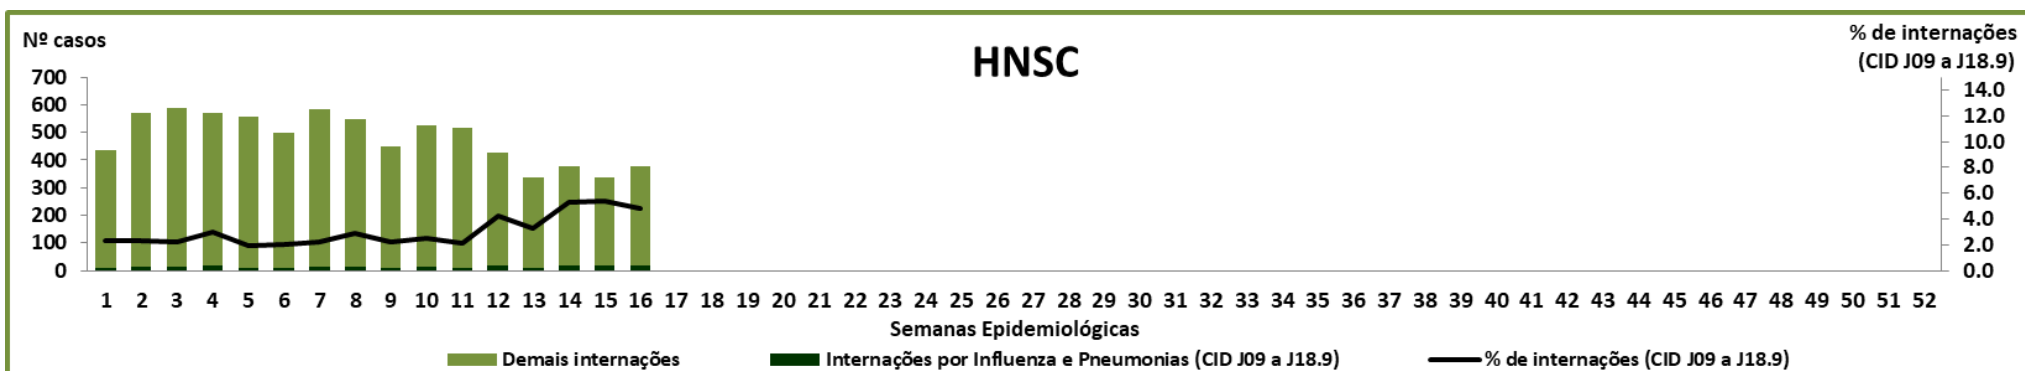 Nº casos
HNSC
% de internações
(CID J09 a J18.9)
700
600
500
400
300
200
100
0
14.0
12.0
10.0
8.0
6.0
4.0
2.0
0.0
1 2 3 4 5 6 7 8 9 10 11 12 13 14 15 16 17 18 19 20 21 22 23 24 25 26 27 28 29 30 31 32 33 34 35 36 37 38 39 40 41 42 43 44 45 46 47 48 49 50 51 52
Semanas Epidemiológicas
Demais internações Internações por Influenza e Pneumonias (CID J09 a J18.9) % de internações (CID J09 a J18.9)